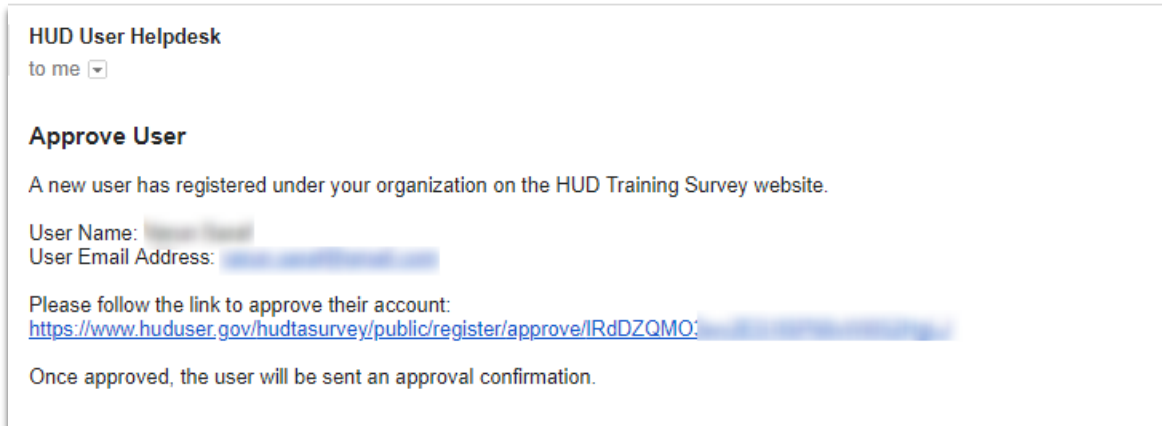 HUD User Helpdesk
to me
Approve User
A new user has registered under your organization on the HUD Training Survey website.
User Name:
User Email Address:
Please follow the link to approve their account:
https://www.huduser.gov/hudtasurvey/public/register/approve/IRdDZQMO
Once approved, the user will be sent an approval confirmation.